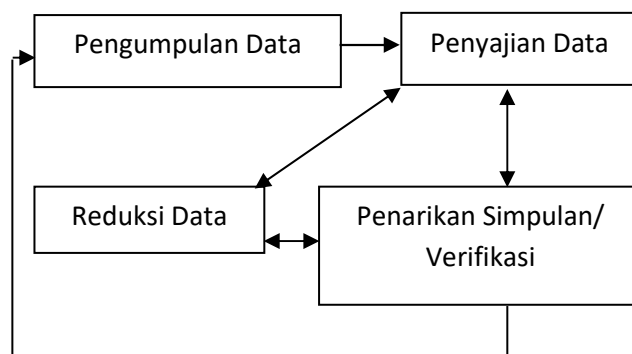 Pengumpulan Data
Penyajian Data
Reduksi Data
Penarikan Simpulan/
Verifikasi